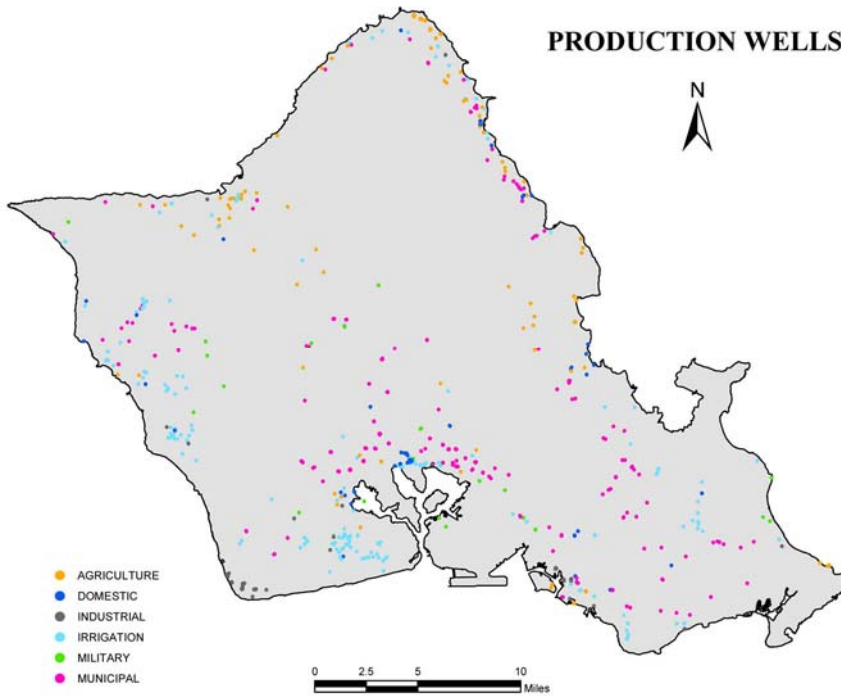 PRODUCTION WELLS
N
AGRICULTURE
DOMESTIC
INDUSTRIAL
IRRIGATION
MILITARY
MUNICIPAL
0 2.5 5 10
Miles